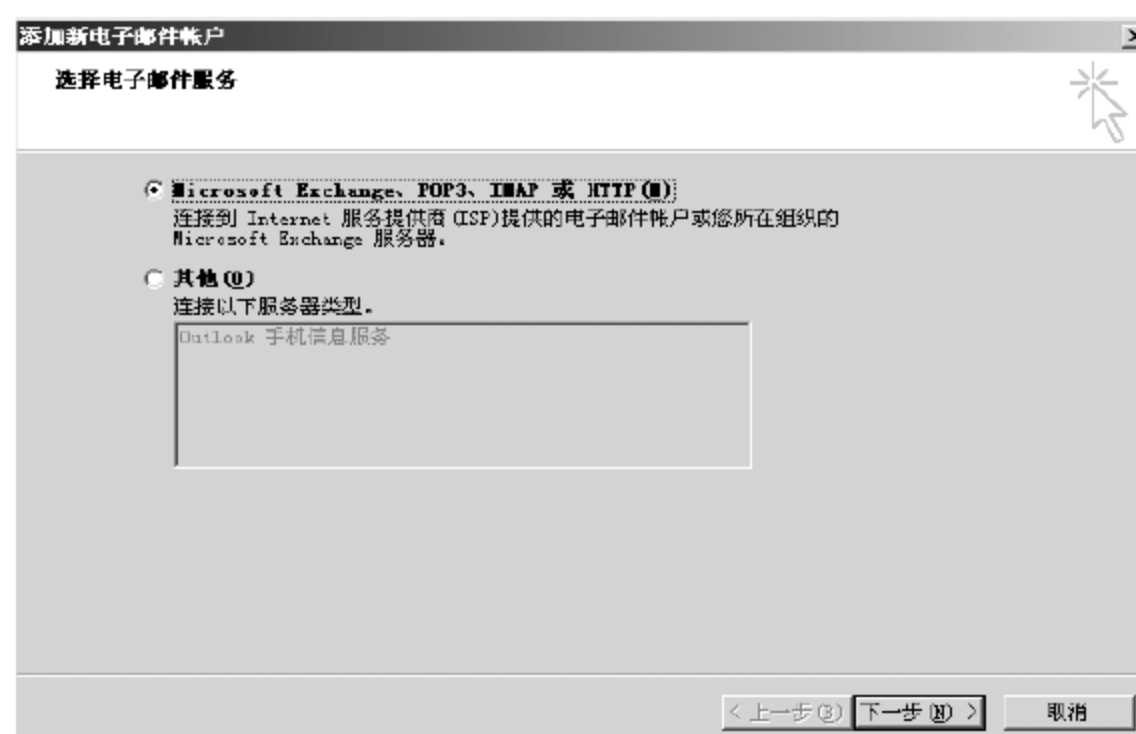 添加新电子邮件帐户
选择电子邮件服务
Microsoft Exchange、POP3、IMAP 或 HTTP(M)
连接到 Internet 服务提供商(ISP)提供的电子邮件帐户或您所在组织的
Microsoft Exchange 服务器。
其他(O)
连接以下服务器类型。
Outlook 手机信息服务
< 上一步(B) 下一步(N) > 取消